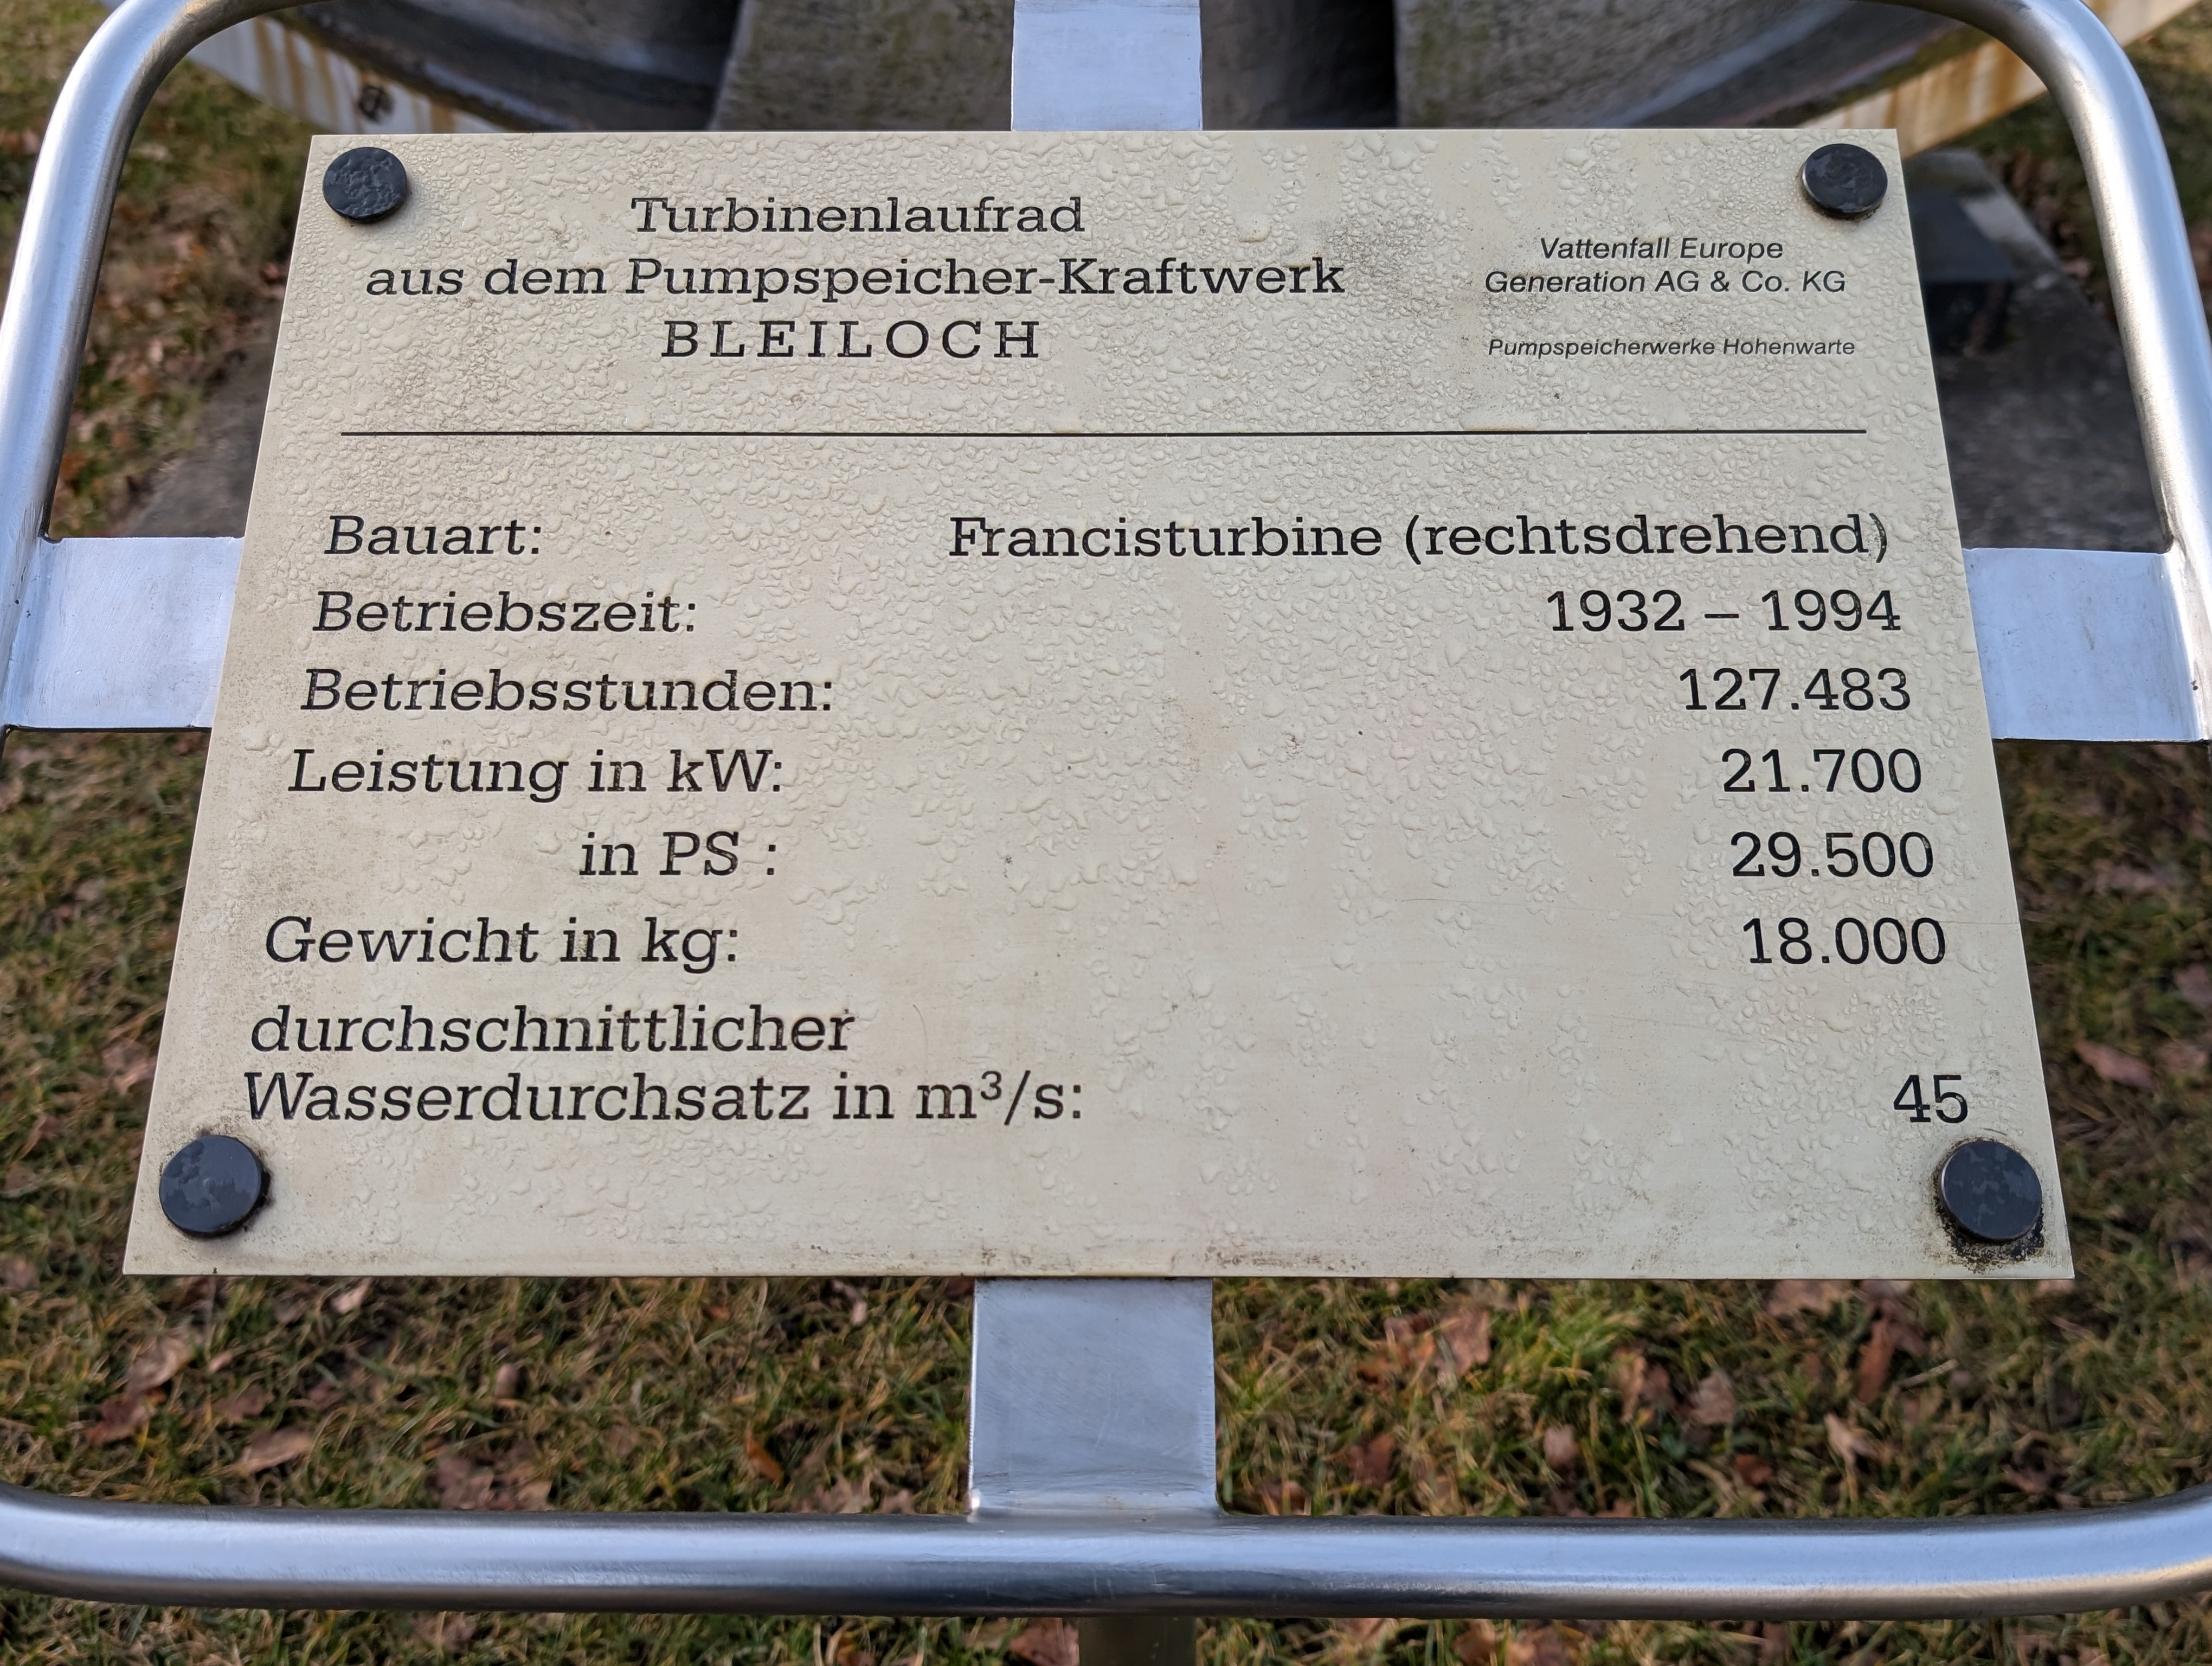 Turbinenlaufrad
aus dem Pumpspeicher-Kraftwerk
BLEILOCH
Vattenfall Europe
Generation AG & Co. KG
Pumpspeicherwerke Hohenwarte
Bauart: Francisturbine (rechtsdrehend)
Betriebszeit: 1932 – 1994
Betriebsstunden: 127.483
Leistung in kW: 21.700
in PS : 29.500
Gewicht in kg: 18.000
durchschnittlicher
Wasserdurchsatz in m³/s: 45